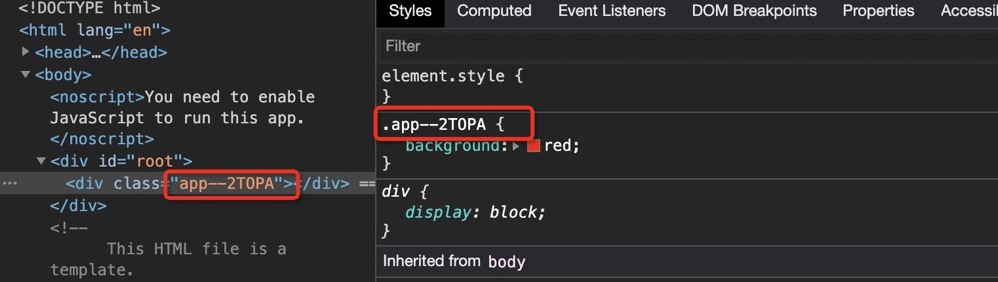 <!DOCTYPE html>
<html lang="en">
<head>…</head>
<body>
<noscript>You need to enable
JavaScript to run this app.
</noscript>
<div id="root">
<div class="app--2TOPA"></div> ==
</div>
<!--
This HTML file is a
template.
Styles Computed Event Listeners DOM Breakpoints Properties
Filter
element.style {
}
.app--2TOPA {
background: red;
}
div {
display: block;
}
Inherited from body